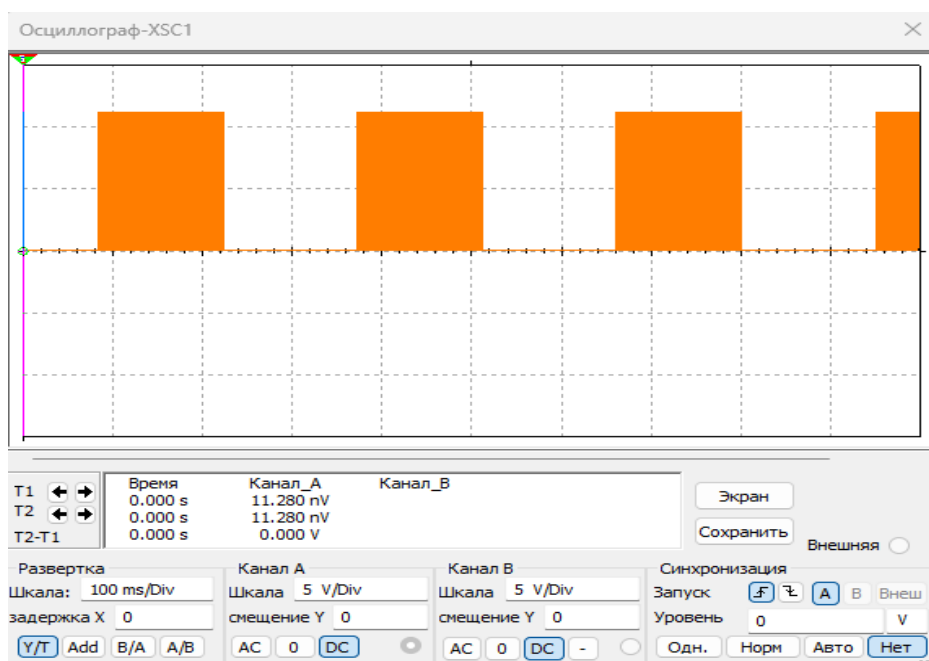 Осциллограф-XSC1
Время Канал_A Канал_B
T1 0.000 s 11.280 nV
T2 0.000 s 11.280 nV
T2-T1 0.000 s 0.000 V
Экран
Сохранить
Внешняя
Развертка Канал A Канал B Синхронизация
Шкала: 100 ms/Div Шкала 5 V/Div Шкала 5 V/Div Запуск A B Внеш
задержка X 0 смещение Y 0 смещение Y 0 Уровень 0 V
Y/T Add B/A A/B AC 0 DC AC 0 DC - Одн. Норм Авто Нет